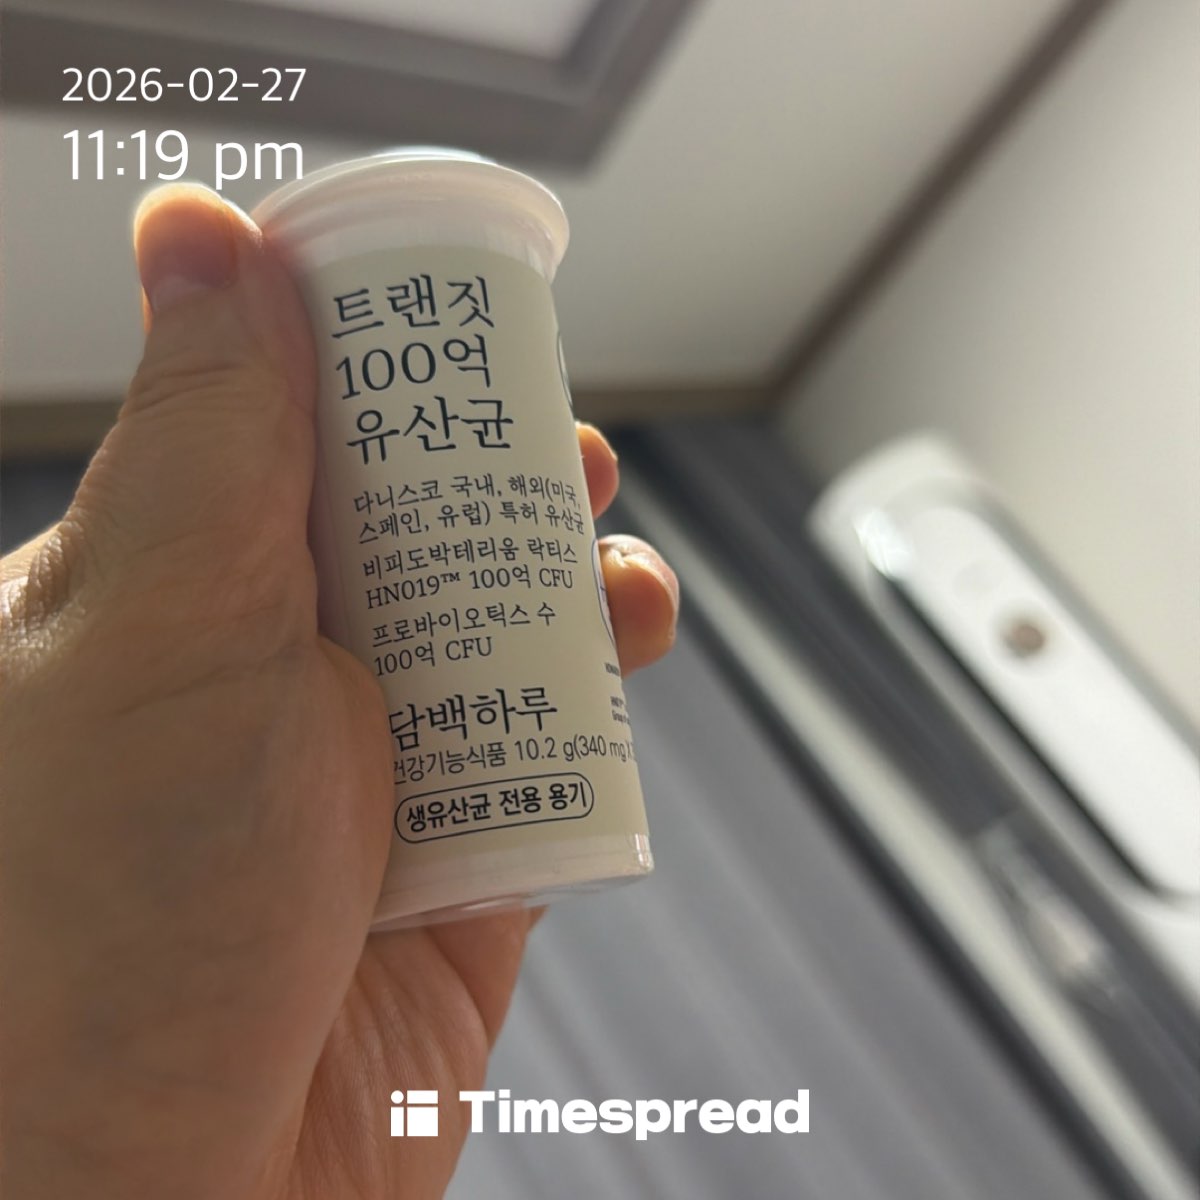 2026-02-27
11:19 pm
트랜짓
100억
유산균
다니스코 국내, 해외(미국,
스페인, 유럽) 특허 유산균
비피도박테리움 락티스
HN019™ 100억 CFU
프로바이오틱스 수
100억 CFU
담백하루
건강기능식품 10.2 g(340 mg
생유산균 전용 용기
Timespread